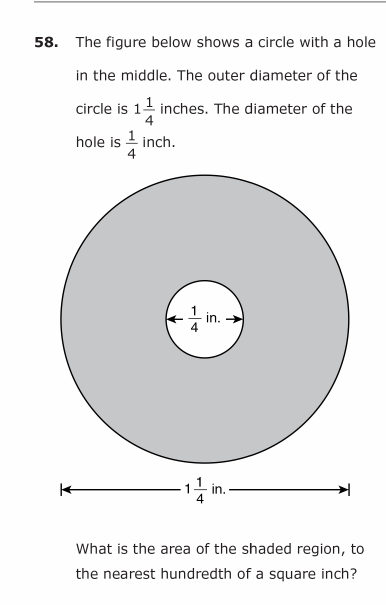 58. The figure below shows a circle with a hole
in the middle. The outer diameter of the
circle is 1 1/4 inches. The diameter of the
hole is 1/4 inch.
1/4 in.
1 1/4 in.
What is the area of the shaded region, to
the nearest hundredth of a square inch?